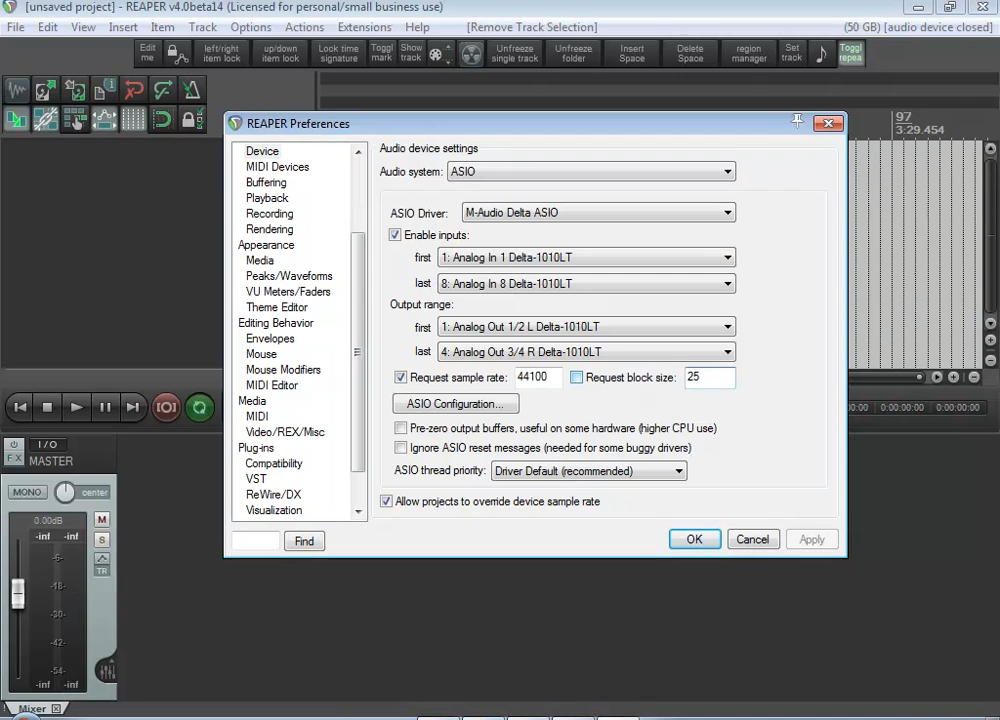 [unsaved project] - REAPER v4.0beta14 (Licensed for personal/small business use)
File Edit View Insert Item Track Options Actions Extensions Help [Remove Track Selection] (50 GB) [audio device closed]
Edit me
left/right item lock
up/down item lock
Lock time signature
Toggl mark
Show track
Unfreeze single track
Unfreeze folder
Insert Space
Delete Space
region manager
Set track
Toggl repea
97
3:29.454
REAPER Preferences
Device
MIDI Devices
Buffering
Playback
Recording
Rendering
Appearance
Media
Peaks/Waveforms
VU Meters/Faders
Theme Editor
Editing Behavior
Envelopes
Mouse
Mouse Modifiers
MIDI Editor
Media
MIDI
Video/REX/Misc
Plug-ins
Compatibility
VST
ReWire/DX
Visualization
Find
Audio device settings
Audio system: ASIO
ASIO Driver: M-Audio Delta ASIO
Enable inputs:
first 1: Analog In 1 Delta-1010LT
last 8: Analog In 8 Delta-1010LT
Output range:
first 1: Analog Out 1/2 L Delta-1010LT
last 4: Analog Out 3/4 R Delta-1010LT
Request sample rate: 44100 Request block size: 25
ASIO Configuration...
Pre-zero output buffers, useful on some hardware (higher CPU use)
Ignore ASIO reset messages (needed for some buggy drivers)
ASIO thread priority: Driver Default (recommended)
Allow projects to override device sample rate
OK Cancel Apply
00:00 0:00:00:00 0:00:00:00
I/O
FX MASTER
MONO center
0.00dB
-inf -inf
M
S
TR
-6-
-18-
-30-
-42-
-54-
-inf -inf
Mixer